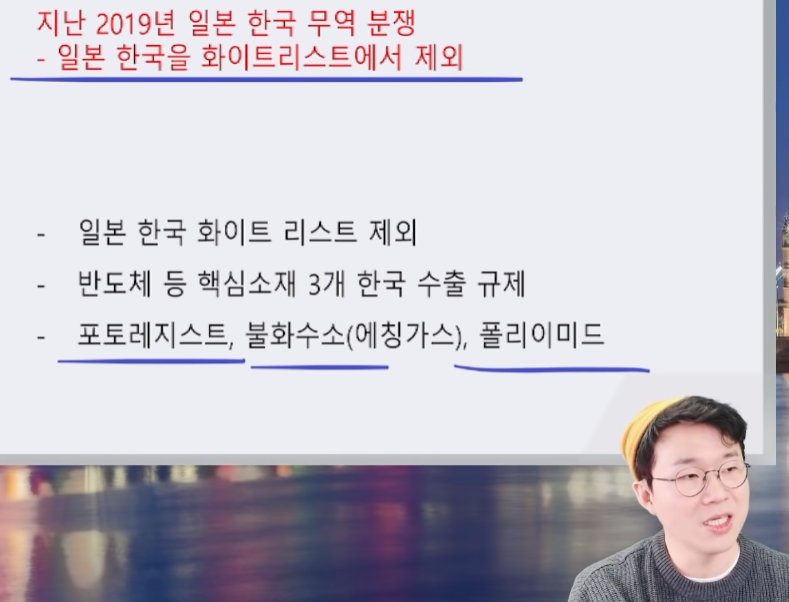 지난 2019년 일본 한국 무역 분쟁
- 일본 한국을 화이트리스트에서 제외
- 일본 한국 화이트 리스트 제외
- 반도체 등 핵심소재 3개 한국 수출 규제
- 포토레지스트, 불화수소(에칭가스), 폴리이미드